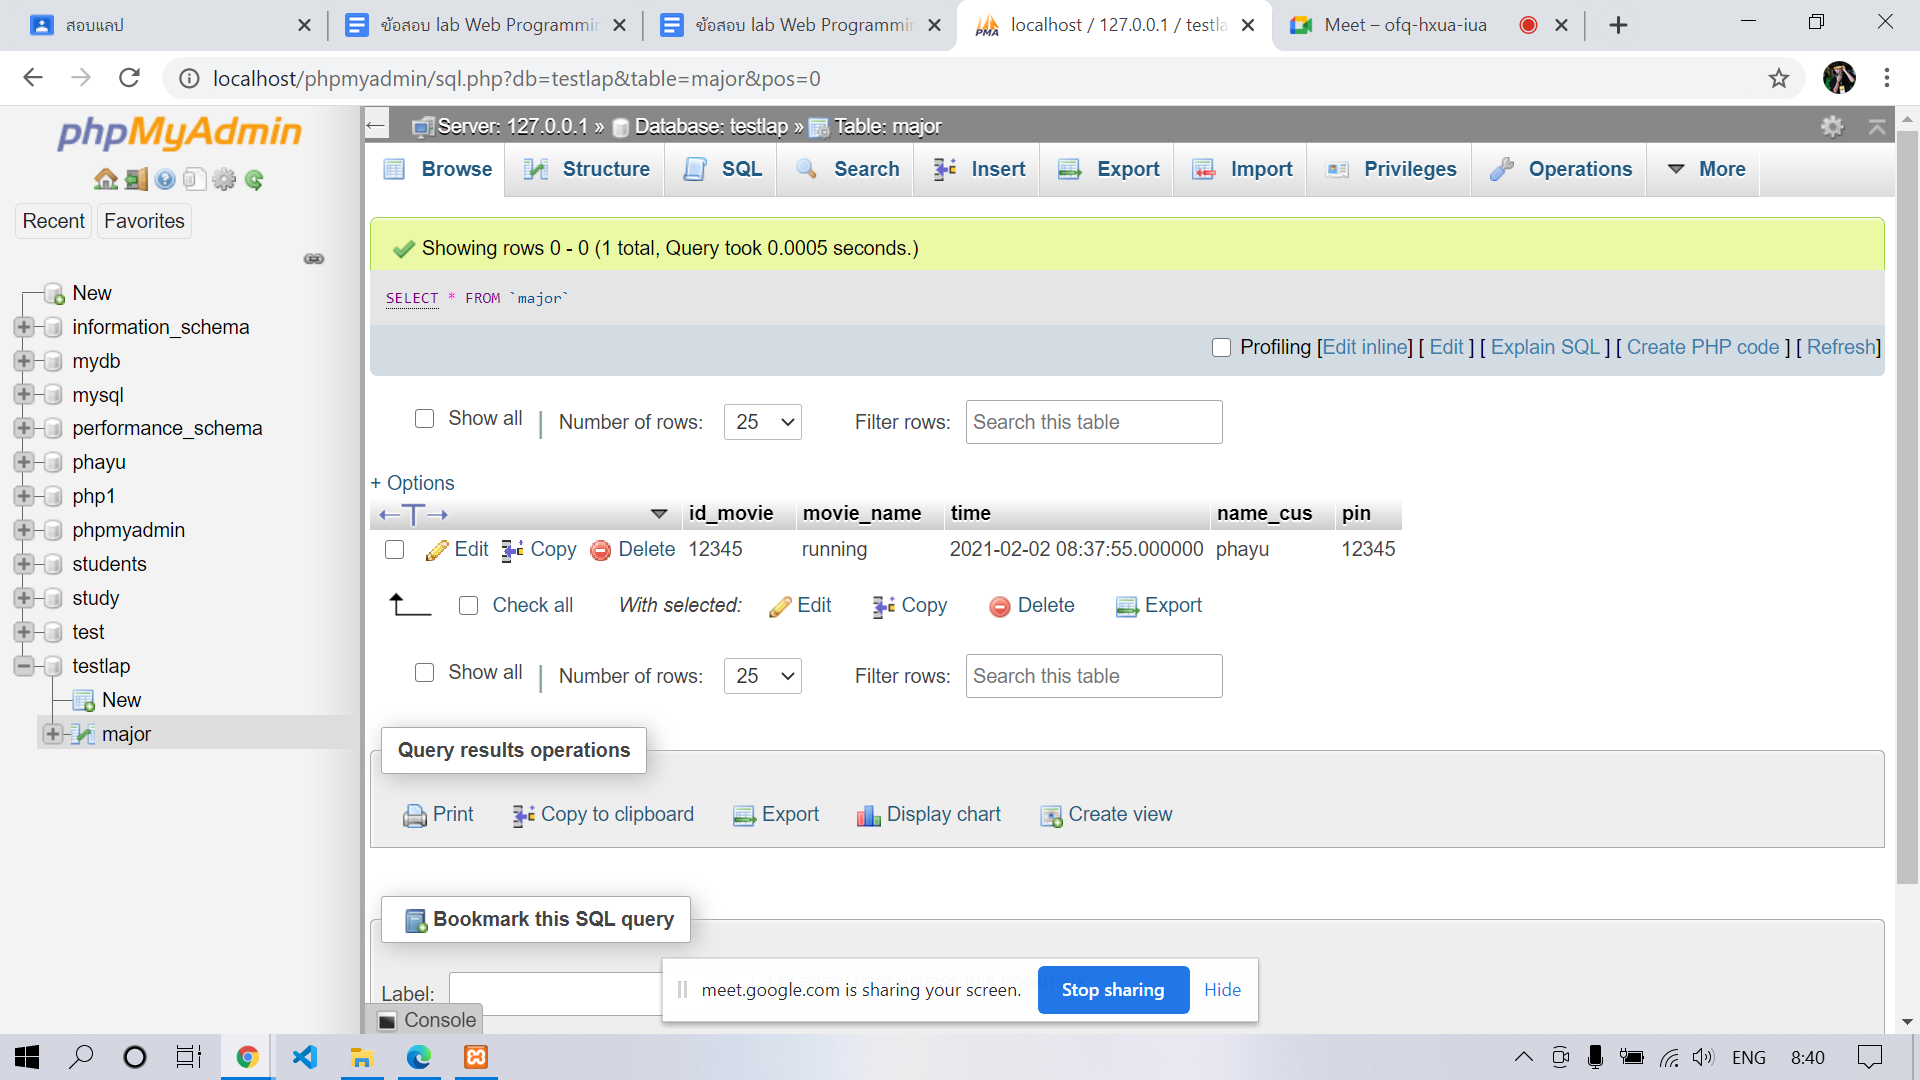 สอบแลป
ข้อสอบ lab Web Programmin
ข้อสอบ lab Web Programmin
localhost / 127.0.0.1 / testla
Meet – ofq-hxua-iua
localhost/phpmyadmin/sql.php?db=testlap&table=major&pos=0
phpMyAdmin
Recent
Favorites
New
information_schema
mydb
mysql
performance_schema
phayu
php1
phpmyadmin
students
study
test
testlap
New
major
Server: 127.0.0.1 » Database: testlap » Table: major
Browse Structure SQL Search Insert Export Import Privileges Operations More
Showing rows 0 - 0 (1 total, Query took 0.0005 seconds.)
SELECT * FROM `major`
Profiling [Edit inline] [ Edit ] [ Explain SQL ] [ Create PHP code ] [ Refresh]
Show all | Number of rows: 25 Filter rows: Search this table
+ Options
id_movie movie_name time name_cus pin
Edit Copy Delete 12345 running 2021-02-02 08:37:55.000000 phayu 12345
Check all With selected: Edit Copy Delete Export
Show all | Number of rows: 25 Filter rows: Search this table
Query results operations
Print Copy to clipboard Export Display chart Create view
Bookmark this SQL query
Label:
Console
meet.google.com is sharing your screen. Stop sharing Hide
ENG 8:40